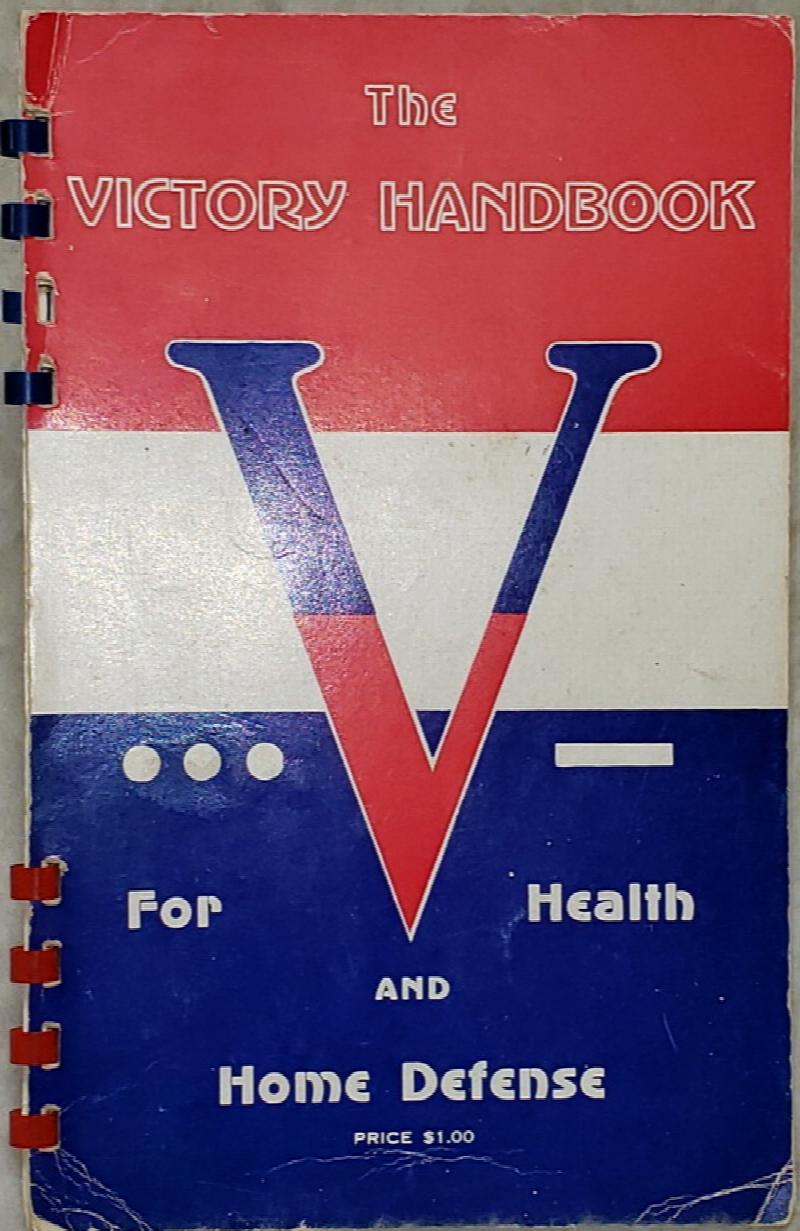 The
VICTORY HANDBOOK
V
For Health
AND
Home Defense
PRICE $1.00